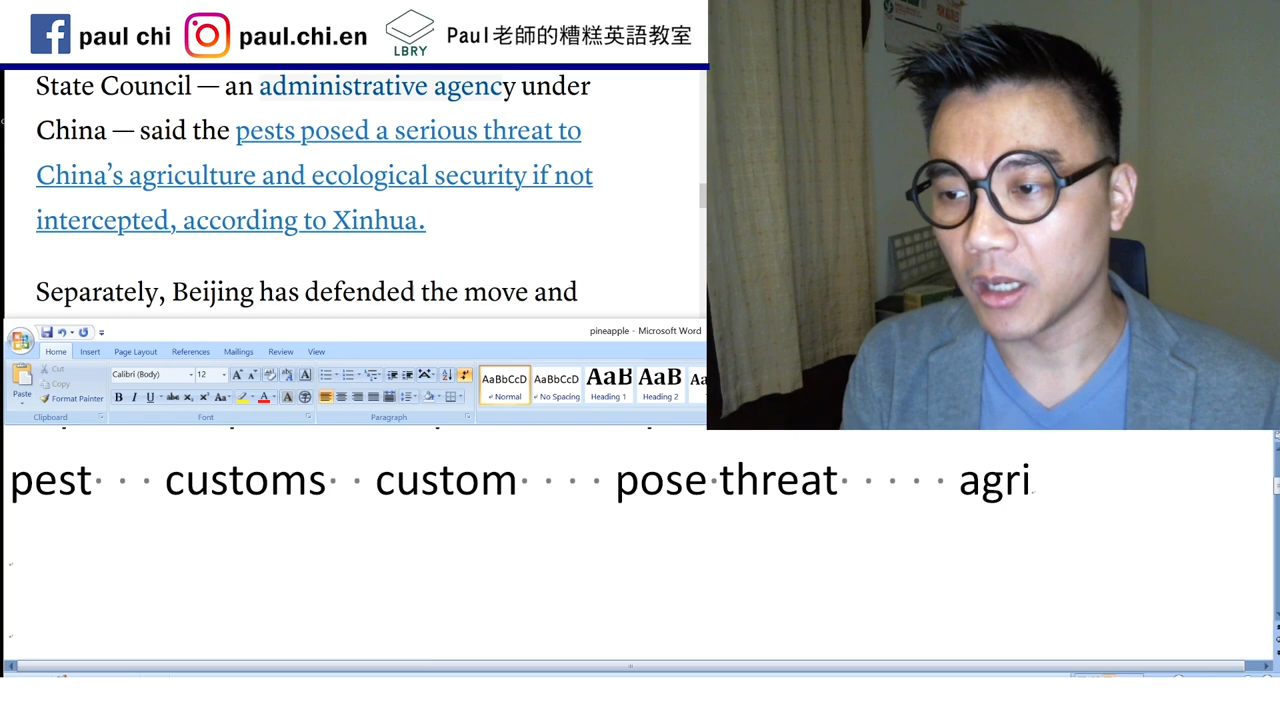 paul chi paul.chi.en LBRY Paul老師的糟糕英語教室
State Council — an administrative agency under
China — said the pests posed a serious threat to
China's agriculture and ecological security if not
intercepted, according to Xinhua.
Separately, Beijing has defended the move and
pineapple - Microsoft Word
Home Insert Page Layout References Mailings Review View
Paste Cut Copy Format Painter
Calibri (Body) 12
AaBbCcD AaBbCcD AaB AaB Aa
Normal No Spacing Heading 1 Heading 2
Clipboard Font Paragraph
pest customs custom pose threat agri